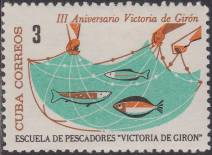 III Aniversario Victoria de Girón
3
CUBA CORREOS
ESCUELA DE PESCADORES "VICTORIA DE GIRON"